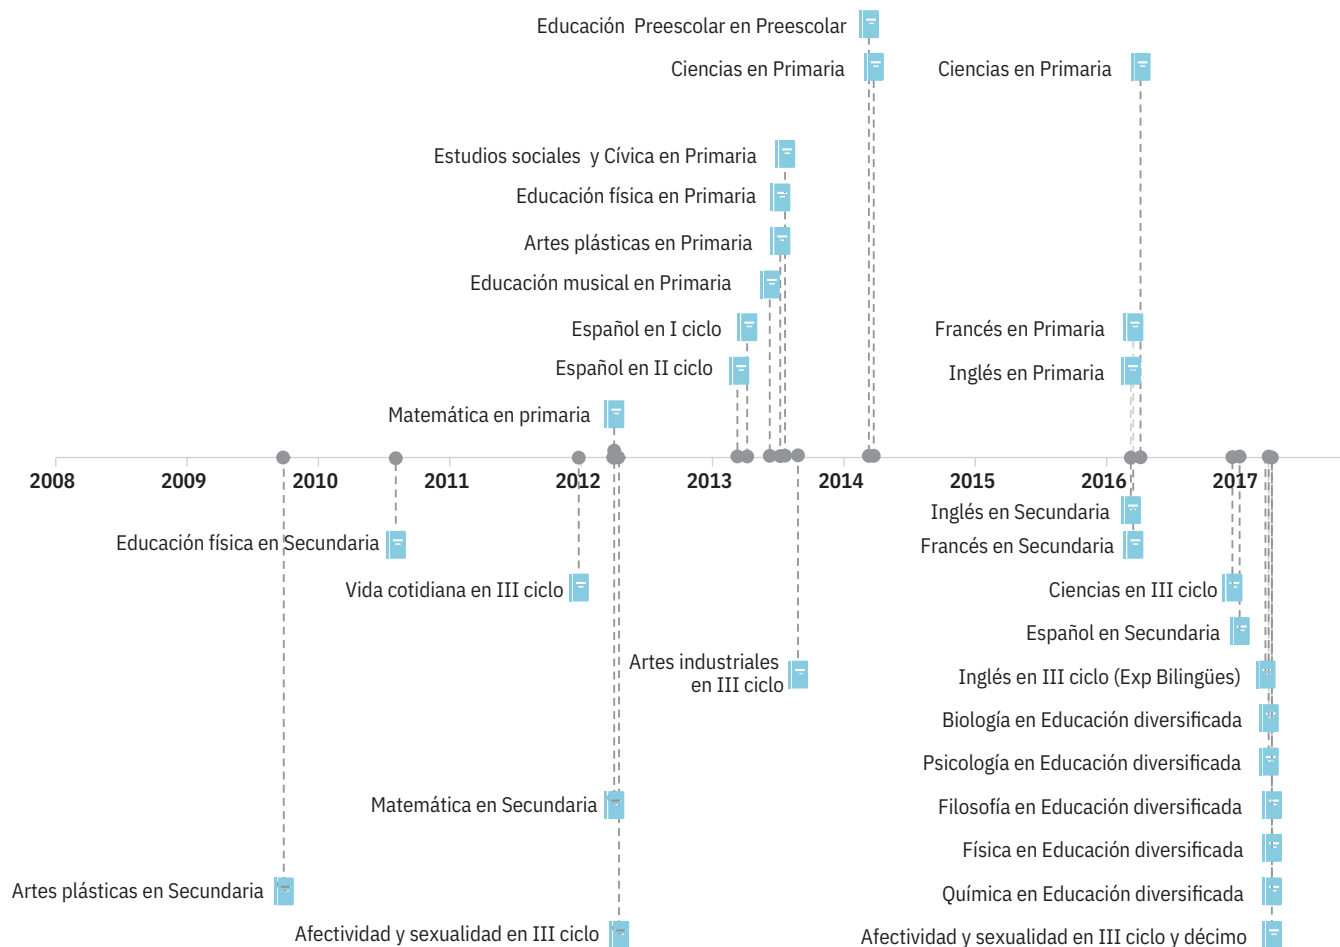 Educación Preescolar en Preescolar
Ciencias en Primaria
Ciencias en Primaria
Estudios sociales y Cívica en Primaria
Educación física en Primaria
Artes plásticas en Primaria
Educación musical en Primaria
Español en I ciclo
Francés en Primaria
Español en II ciclo
Inglés en Primaria
Matemática en primaria
2008
2009
2010
2011
2012
2013
2014
2015
2016
2017
Inglés en Secundaria
Educación física en Secundaria
Francés en Secundaria
Vida cotidiana en III ciclo
Ciencias en III ciclo
Español en Secundaria
Artes industriales
en III ciclo
Inglés en III ciclo (Exp Bilingües)
Biología en Educación diversificada
Psicología en Educación diversificada
Matemática en Secundaria
Filosofía en Educación diversificada
Física en Educación diversificada
Artes plásticas en Secundaria
Química en Educación diversificada
Afectividad y sexualidad en III ciclo
Afectividad y sexualidad en III ciclo y décimo